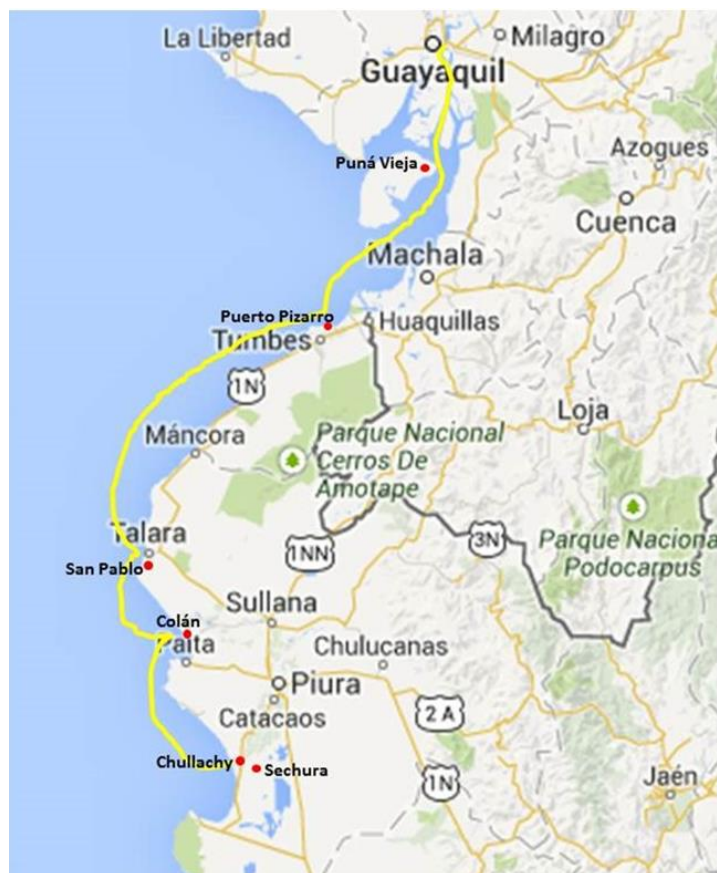 La Libertad
Milagro
Guayaquil
Puná Vieja
Azogues
Cuenca
Machala
Puerto Pizarro
Huaquillas
Tumbes
1N
Loja
Máncora
Parque Nacional
Cerros De
Amotape
Talara
1NN
3N
Parque Naciona
Podocarpus
San Pablo
Sullana
Colán
Paita
Chulucanas
Piura
Catacaos
2 A
Chullachy
Sechura
1N
Jaén